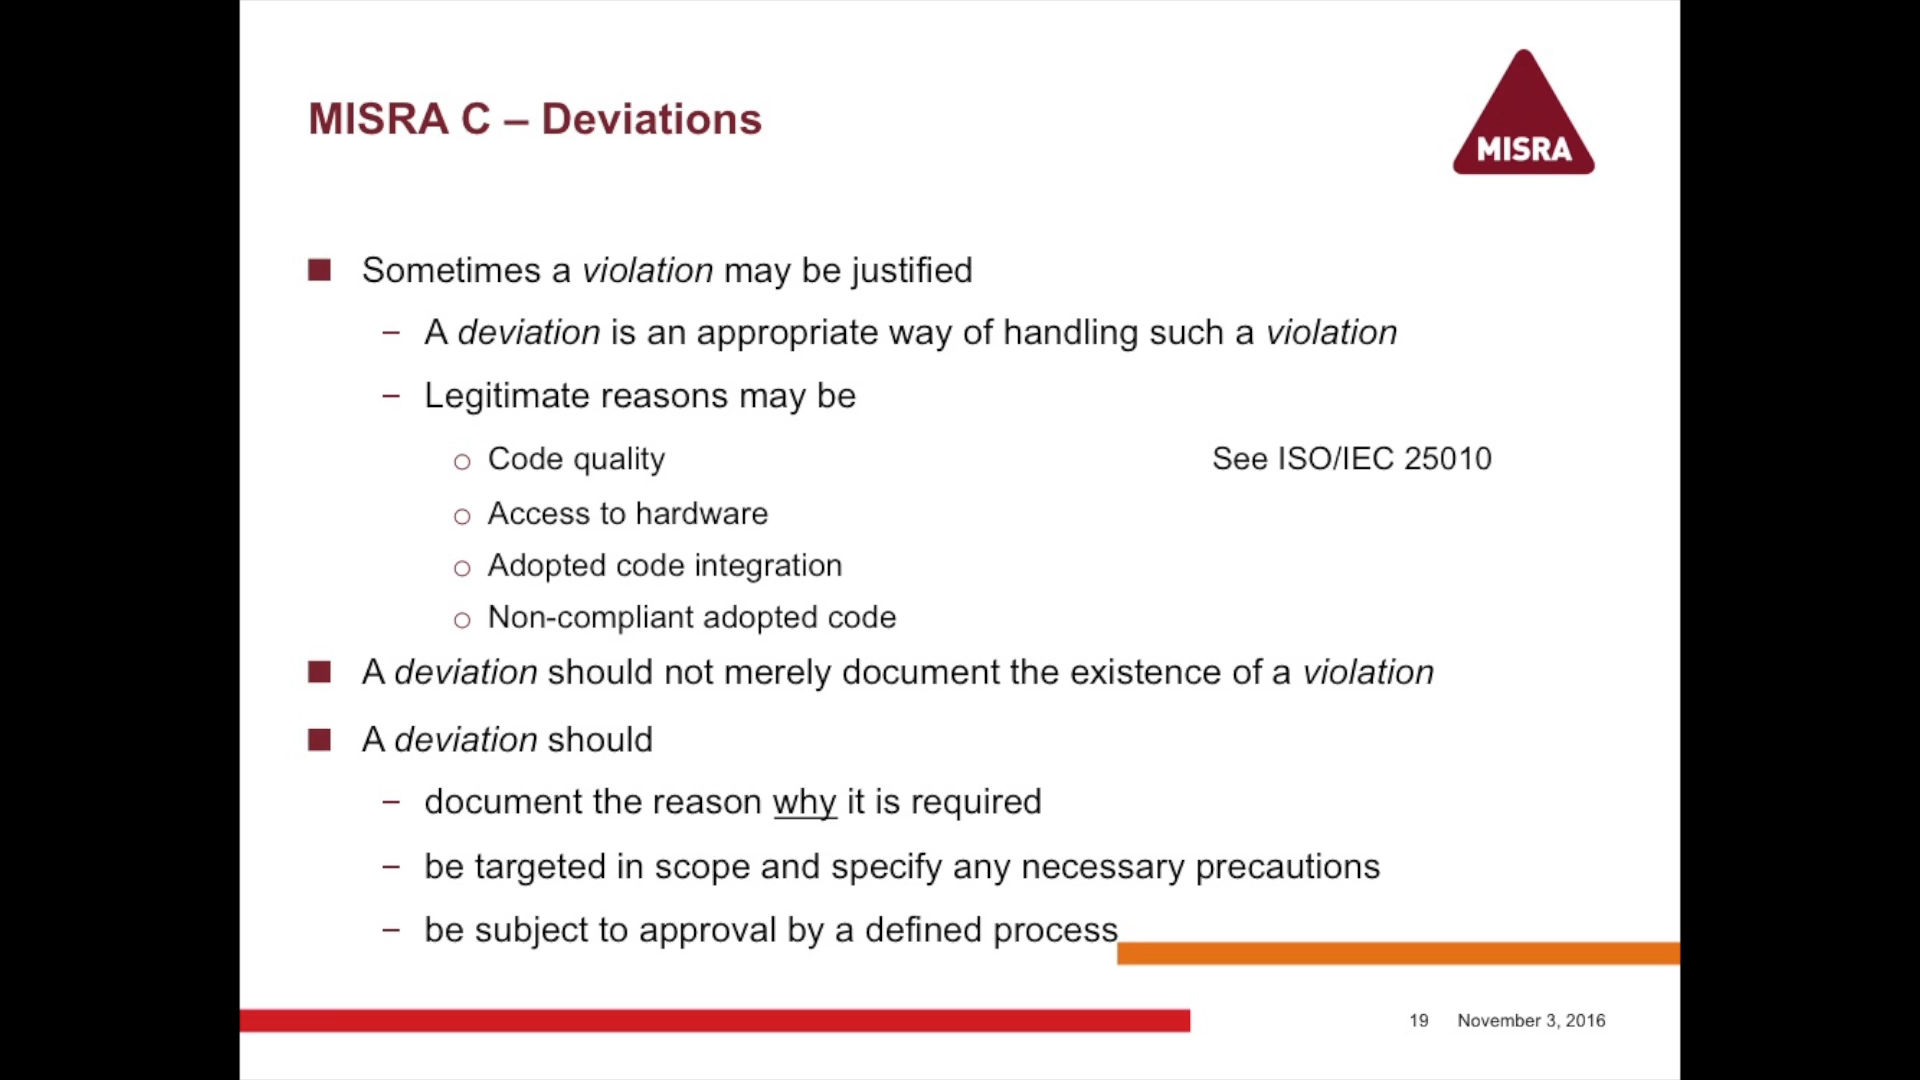 MISRA C – Deviations
MISRA
■ Sometimes a violation may be justified
– A deviation is an appropriate way of handling such a violation
– Legitimate reasons may be
○ Code quality See ISO/IEC 25010
○ Access to hardware
○ Adopted code integration
○ Non-compliant adopted code
■ A deviation should not merely document the existence of a violation
■ A deviation should
– document the reason why it is required
– be targeted in scope and specify any necessary precautions
– be subject to approval by a defined process
19 November 3, 2016